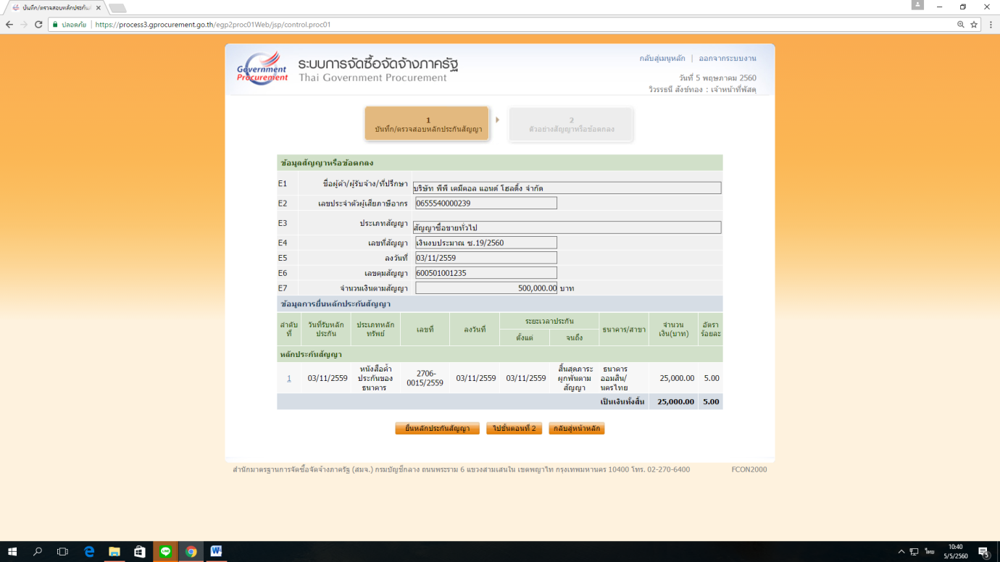 บันทึก/ตรวจสอบหลักประกันสั
ปลอดภัย | https://process3.gprocurement.go.th/egp2proc01Web/jsp/control.proc01
Government Procurement
ระบบการจัดซื้อจัดจ้างภาครัฐ
Thai Government Procurement
กลับสู่เมนูหลัก | ออกจากระบบงาน
วันที่ 5 พฤษภาคม 2560
วิวรรธนี สังข์ทอง : เจ้าหน้าที่พัสดุ
1
บันทึก/ตรวจสอบหลักประกันสัญญา
2
ตัวอย่างสัญญาหรือข้อตกลง
ข้อมูลสัญญาหรือข้อตกลง
E1 ชื่อผู้ค้า/ผู้รับจ้าง/ที่ปรึกษา บริษัท พีพี เคมีคอล แอนด์ โฮลดิ้ง จำกัด
E2 เลขประจำตัวผู้เสียภาษีอากร 0655540000239
E3 ประเภทสัญญา สัญญาซื้อขายทั่วไป
E4 เลขที่สัญญา เงินงบประมาณ ซ.19/2560
E5 ลงวันที่ 03/11/2559
E6 เลขคุมสัญญา 600501001235
E7 จำนวนเงินตามสัญญา 500,000.00 บาท
ข้อมูลการยื่นหลักประกันสัญญา
ลำดับที่ วันที่รับหลักประกัน ประเภทหลักทรัพย์ เลขที่ ลงวันที่ ระยะเวลาประกัน ตั้งแต่ จนถึง ธนาคาร/สาขา จำนวนเงิน(บาท) อัตราร้อยละ
หลักประกันสัญญา
1 03/11/2559 หนังสือค้ำประกันของธนาคาร 2706-0015/2559 03/11/2559 03/11/2559 สิ้นสุดภาระผูกพันตามสัญญา ธนาคารออมสิน/นครไทย 25,000.00 5.00
เป็นเงินทั้งสิ้น 25,000.00 5.00
ยื่นหลักประกันสัญญา ไปขั้นตอนที่ 2 กลับสู่หน้าหลัก
สำนักมาตรฐานการจัดซื้อจัดจ้างภาครัฐ (สมจ.) กรมบัญชีกลาง ถนนพระราม 6 แขวงสามเสนใน เขตพญาไท กรุงเทพมหานคร 10400 โทร. 02-270-6400 FCON2000
LINE
ไทย
10:40
5/5/2560
5